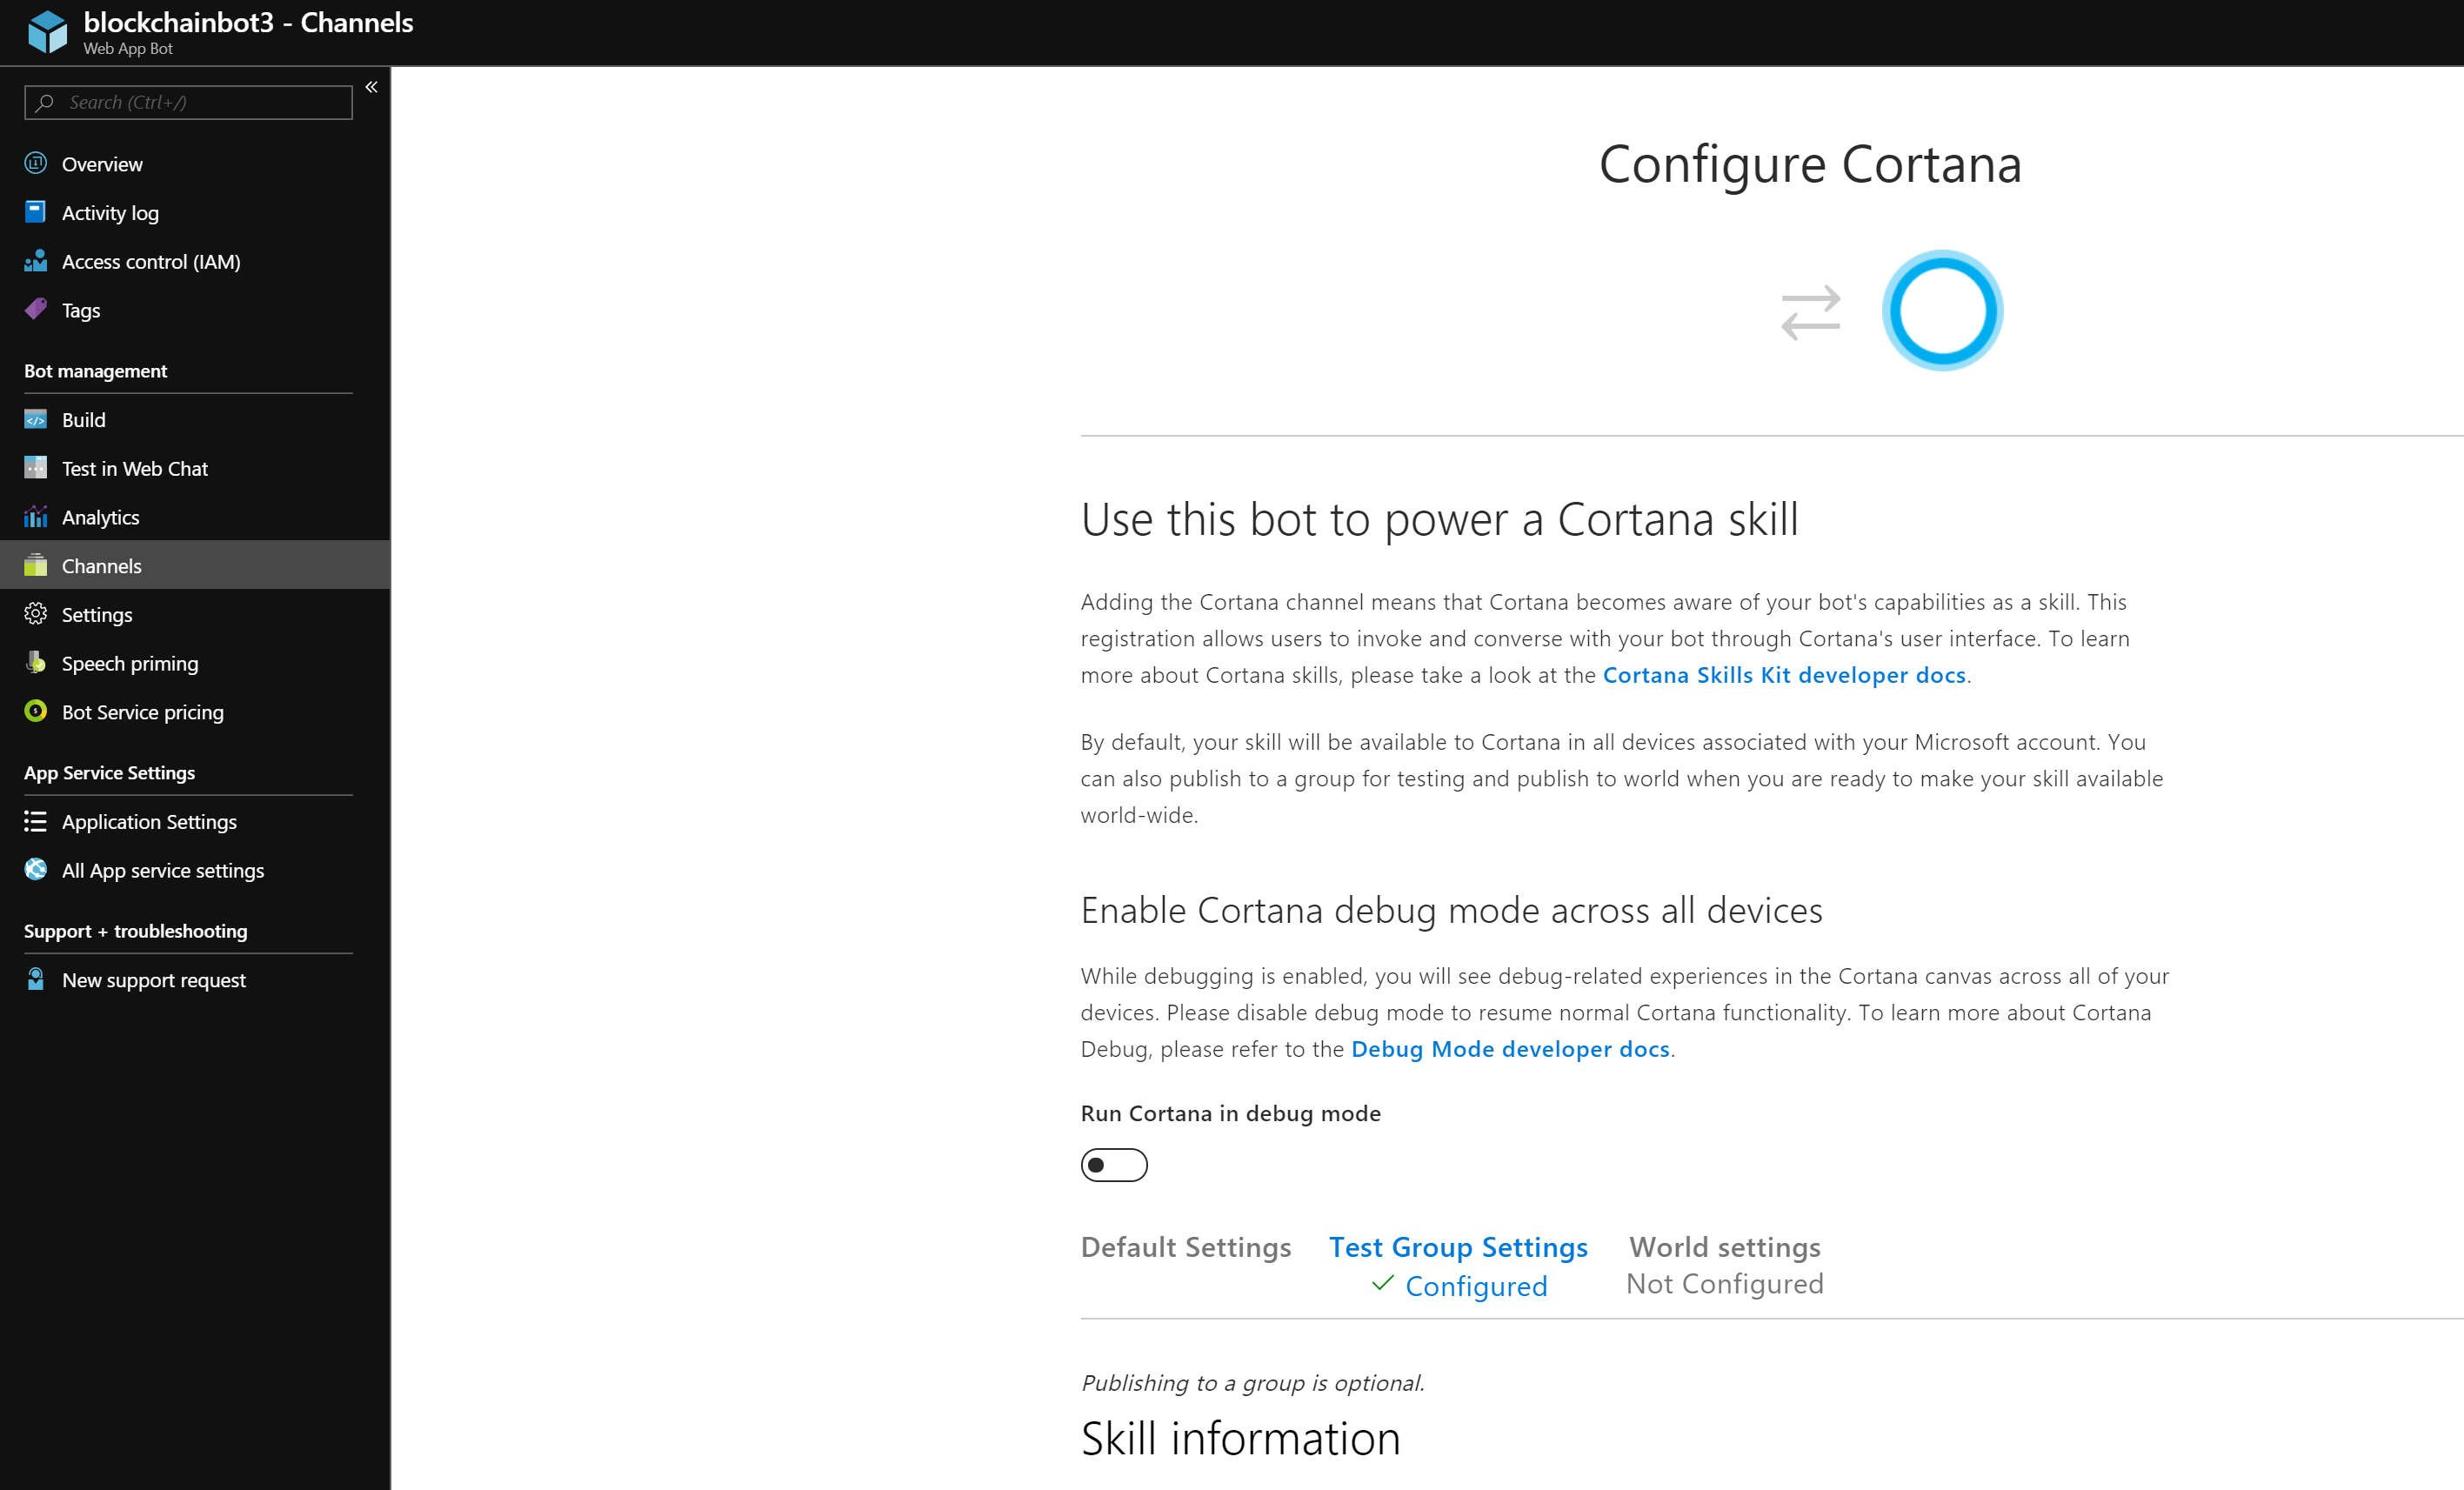 blockchainbot3 - Channels
Web App Bot
Search (Ctrl+/)
Overview
Activity log
Access control (IAM)
Tags
Bot management
Build
Test in Web Chat
Analytics
Channels
Settings
Speech priming
Bot Service pricing
App Service Settings
Application Settings
All App service settings
Support + troubleshooting
New support request
Configure Cortana
Use this bot to power a Cortana skill
Adding the Cortana channel means that Cortana becomes aware of your bot's capabilities as a skill. This
registration allows users to invoke and converse with your bot through Cortana's user interface. To learn
more about Cortana skills, please take a look at the Cortana Skills Kit developer docs.
By default, your skill will be available to Cortana in all devices associated with your Microsoft account. You
can also publish to a group for testing and publish to world when you are ready to make your skill available
world-wide.
Enable Cortana debug mode across all devices
While debugging is enabled, you will see debug-related experiences in the Cortana canvas across all of your
devices. Please disable debug mode to resume normal Cortana functionality. To learn more about Cortana
Debug, please refer to the Debug Mode developer docs.
Run Cortana in debug mode
Default Settings Test Group Settings World settings
Configured Not Configured
Publishing to a group is optional.
Skill information